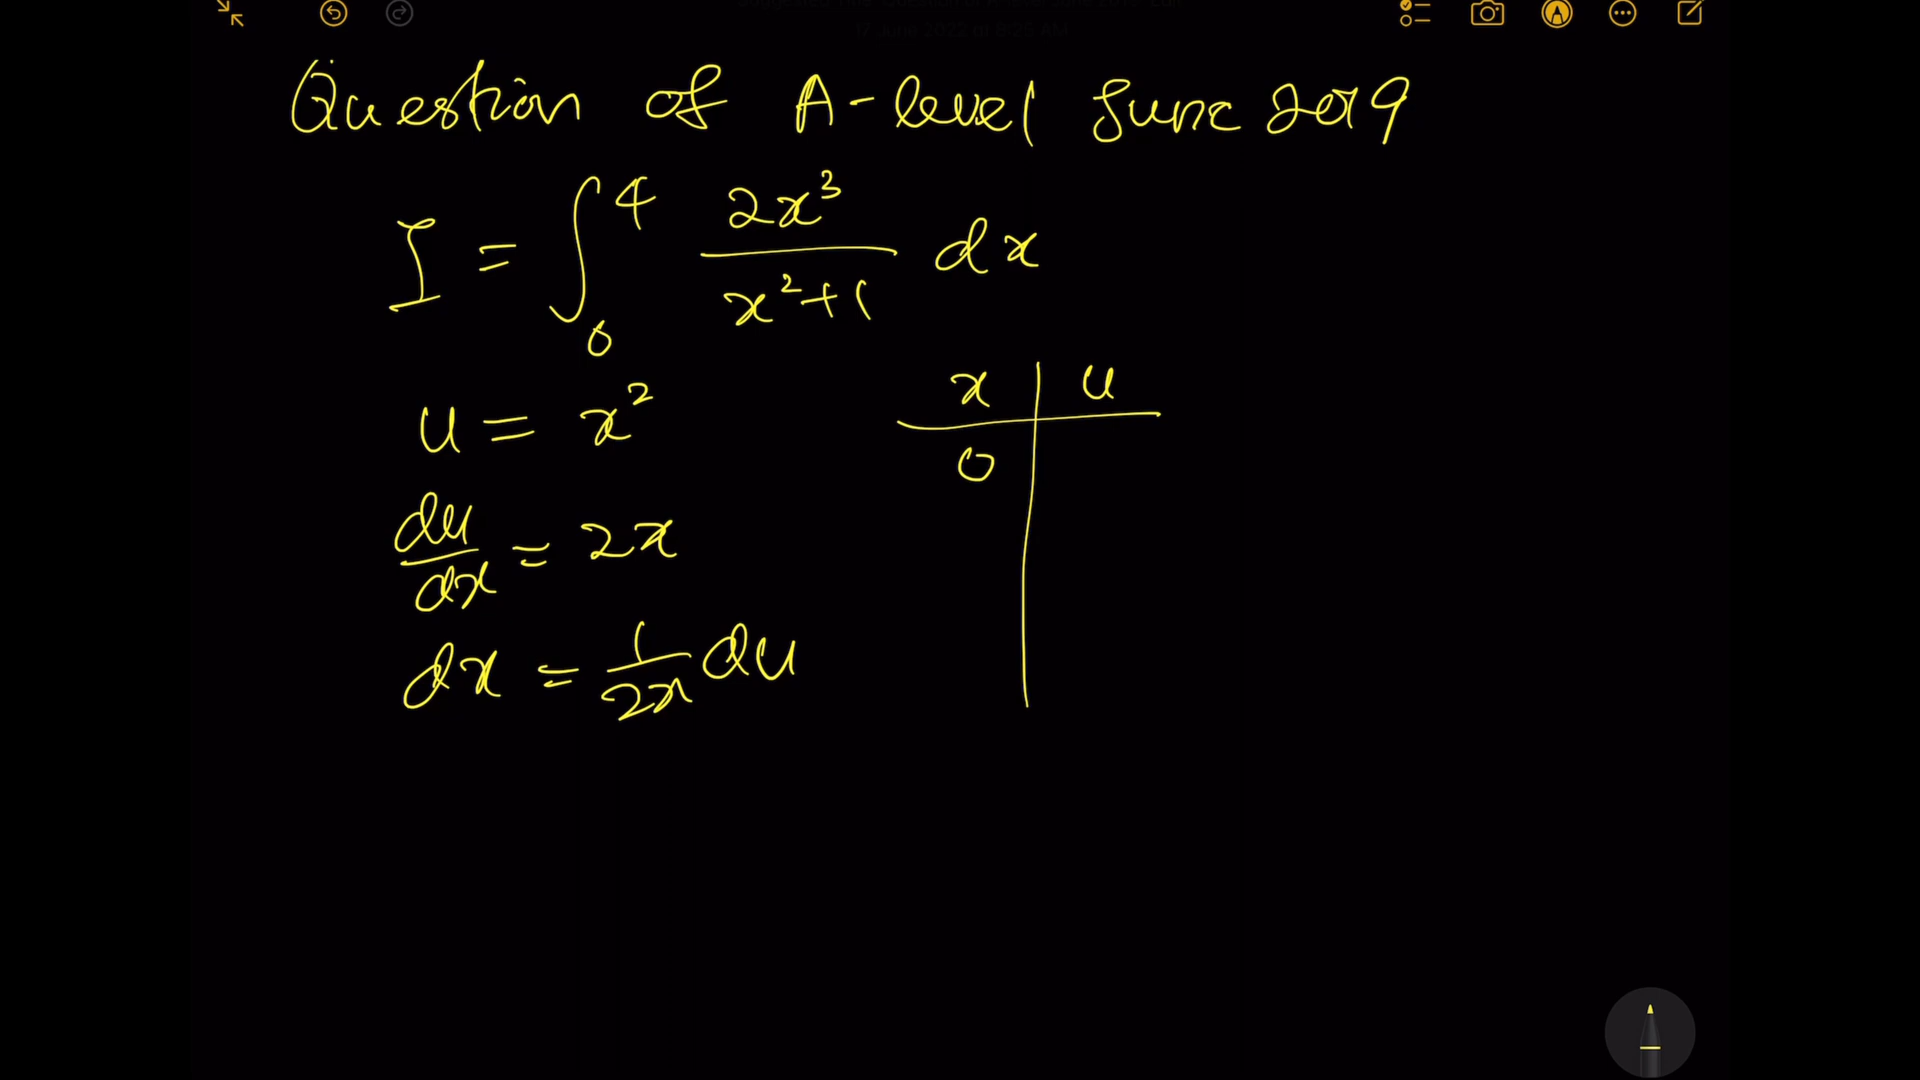 Question of A-level June 2019
I = ∫₀⁴ 2x³/(x²+1) dx
u = x²
x | u
0
du/dx = 2x
dx = 1/2x du